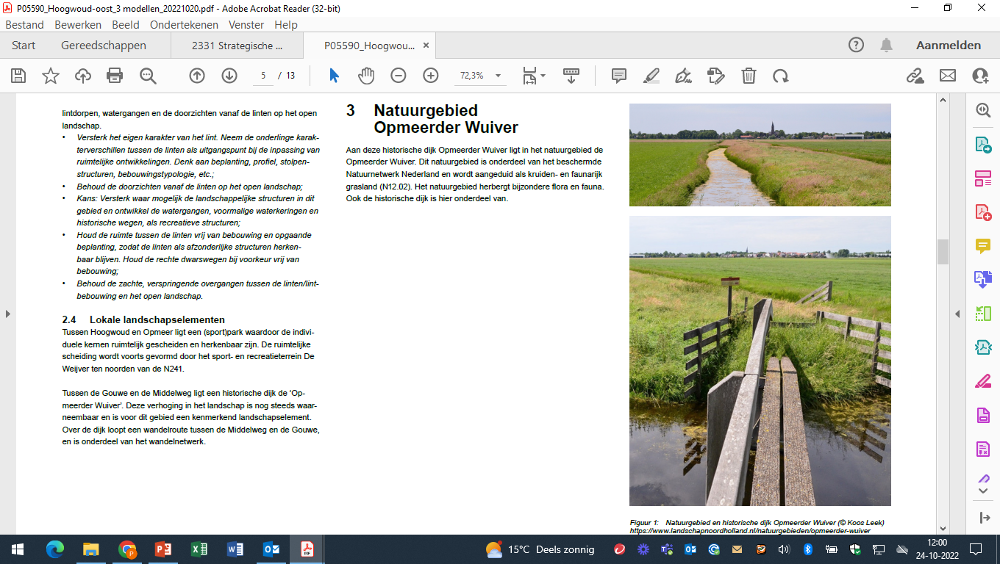 P05590_Hoogwoud-oost_3 modellen_20221020.pdf - Adobe Acrobat Reader (32-bit)
Bestand Bewerken Beeld Ondertekenen Venster Help
Start Gereedschappen 2331 Strategische ... P05590_Hoogwou... × Aanmelden
5 / 13 72,3%
lintdorpen, watergangen en de doorzichten vanaf de linten op het open
landschap.
• Versterk het eigen karakter van het lint. Neem de onderlinge karak-
terverschillen tussen de linten als uitgangspunt bij de inpassing van
ruimtelijke ontwikkelingen. Denk aan beplanting, profiel, stolpen-
structuren, bebouwingstypologie, etc.;
• Behoud de doorzichten vanaf de linten op het open landschap;
• Kans: Versterk waar mogelijk de landschappelijke structuren in dit
gebied en ontwikkel de watergangen, voormalige waterkeringen en
historische wegen, als recreatieve structuren;
• Houd de ruimte tussen de linten vrij van bebouwing en opgaande
beplanting, zodat de linten als afzonderlijke structuren herken-
baar blijven. Houd de rechte dwarswegen bij voorkeur vrij van
bebouwing;
• Behoud de zachte, verspringende overgangen tussen de linten/lint-
bebouwing en het open landschap.
2.4 Lokale landschapselementen
Tussen Hoogwoud en Opmeer ligt een (sport)park waardoor de indivi-
duele kernen ruimtelijk gescheiden en herkenbaar zijn. De ruimtelijke
scheiding wordt voorts gevormd door het sport- en recreatieterrein De
Weijver ten noorden van de N241.
Tussen de Gouwe en de Middelweg ligt een historische dijk de ‘Op-
meerder Wuiver’. Deze verhoging in het landschap is nog steeds waar-
neembaar en is voor dit gebied een kenmerkend landschapselement.
Over de dijk loopt een wandelroute tussen de Middelweg en de Gouwe,
en is onderdeel van het wandelnetwerk.
3 Natuurgebied
Opmeerder Wuiver
Aan deze historische dijk Opmeerder Wuiver ligt in het natuurgebied de
Opmeerder Wuiver. Dit natuurgebied is onderdeel van het beschermde
Natuurnetwerk Nederland en wordt aangeduid als kruiden- en faunarijk
grasland (N12.02). Het natuurgebied herbergt bijzondere flora en fauna.
Ook de historische dijk is hier onderdeel van.
Figuur 1: Natuurgebied en historische dijk Opmeerder Wuiver (© Koos Leek)
https://www.landschapnoordholland.nl/natuurgebieden/opmeerder-wuiver
15°C Deels zonnig
12:00
24-10-2022